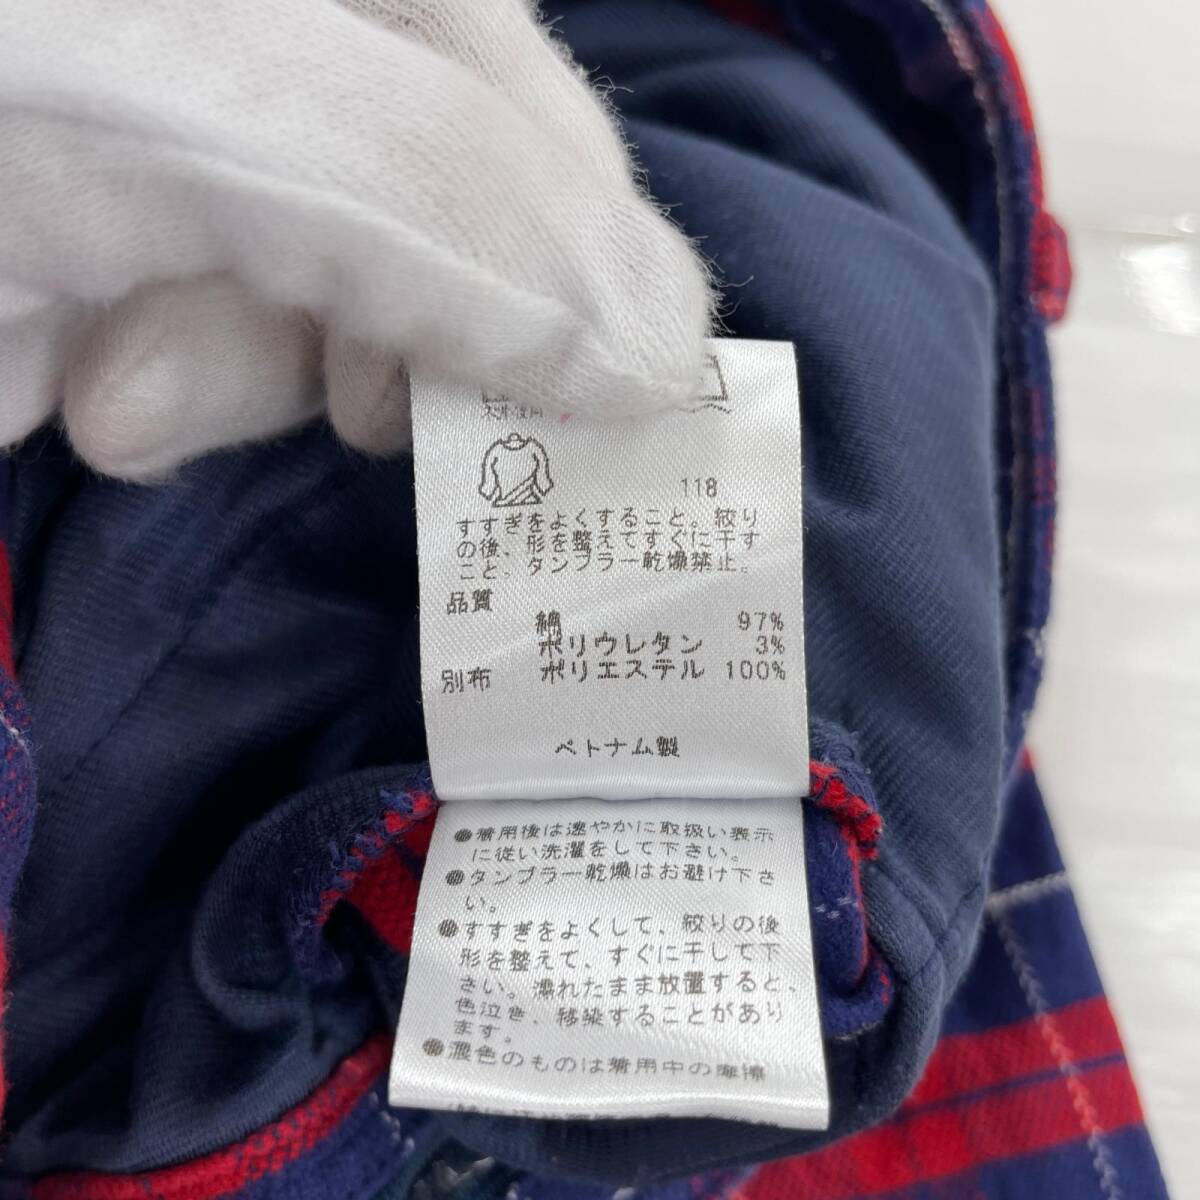 118
すすぎをよくすること。絞り
の後、形を整えてすぐに干す
こと。タンブラー乾燥禁止。
品質
綿 97%
ポリウレタン 3%
別布 ポリエステル 100%
ベトナム製
●着用後は速やかに取扱い表示
に従い洗濯をして下さい。
●タンブラー乾燥はお避け下さ
い。
●すすぎをよくして、絞りの後
形を整えて、すぐに干して下
さい。濡れたまま放置すると、
色泣き、移染することがあり
ます。
●濃色のものは着用中の摩擦